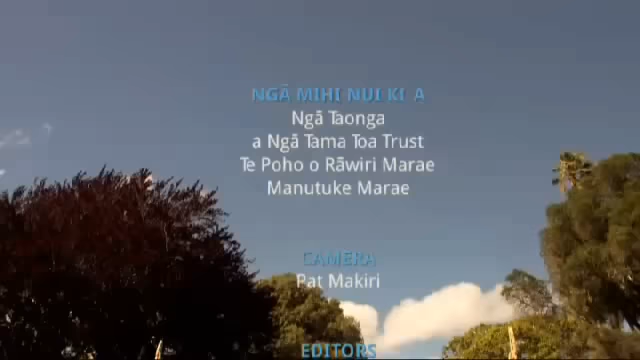 NGĀ MIHI NUI KI A
Ngā Taonga
a Ngā Tama Toa Trust
Te Poho o Rāwiri Marae
Manutuke Marae
CAMERA
Pat Makiri
EDITORS